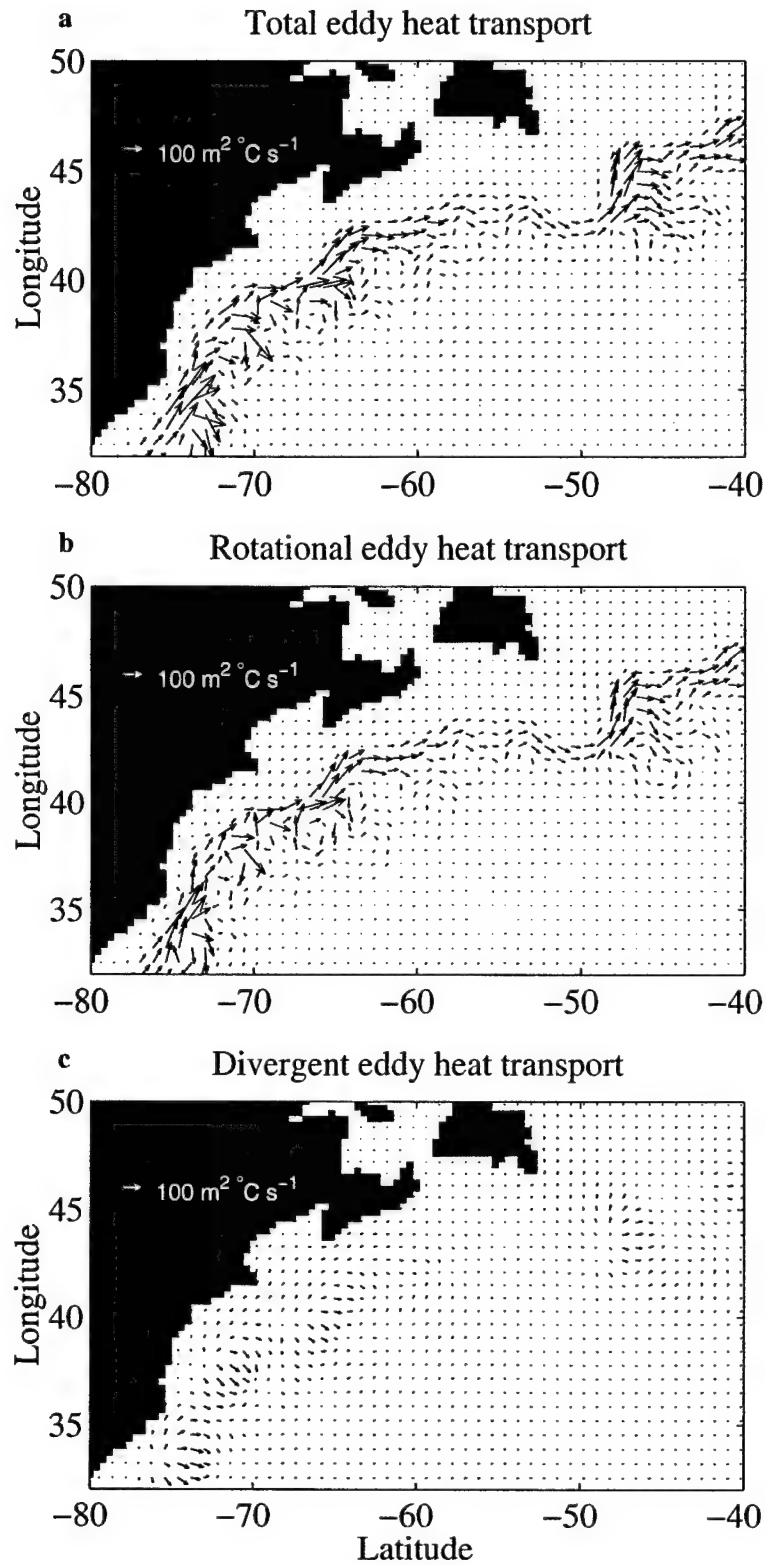 a Total eddy heat transport
50
45
40
35
Longitude
100 m² °C s⁻¹
−80 −70 −60 −50 −40
b Rotational eddy heat transport
50
45
40
35
Longitude
100 m² °C s⁻¹
−80 −70 −60 −50 −40
c Divergent eddy heat transport
50
45
40
35
Longitude
100 m² °C s⁻¹
−80 −70 −60 −50 −40
Latitude